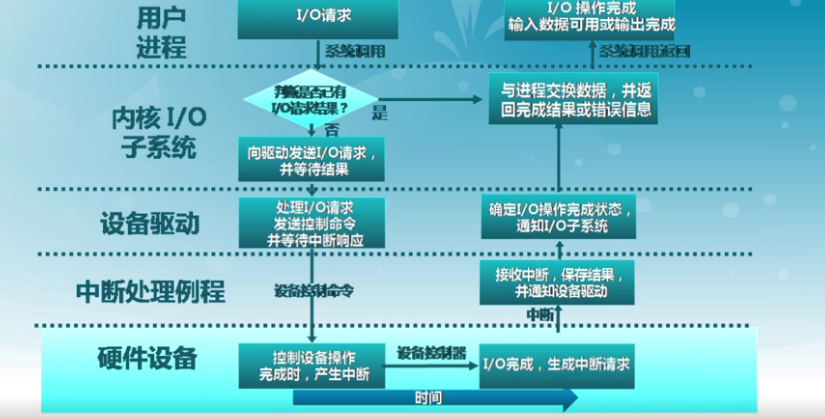 用户
进程
I/O请求
I/O 操作完成
输入数据可用或输出完成
系统调用
系统调用返回
内核 I/O
子系统
判断是否已有
I/O请求结果？
是
否
与进程交换数据，并返
回完成结果或错误信息
向驱动发送I/O请求，
并等待结果
设备驱动
处理I/O请求
发送控制命令
并等待中断响应
确定I/O操作完成状态，
通知I/O子系统
中断处理例程
设备控制命令
接收中断，保存结果，
并通知设备驱动
中断
硬件设备
控制设备操作
完成时，产生中断
设备控制器
I/O完成，生成中断请求
时间